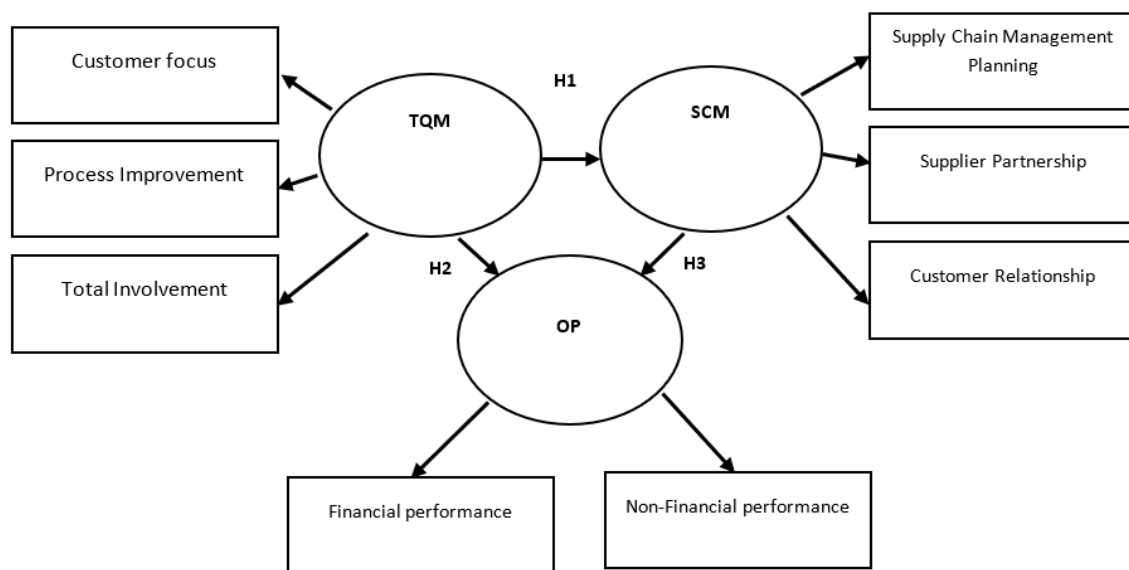 Customer focus
Process Improvement
Total Involvement
TQM
H1
SCM
H2
H3
OP
Supply Chain Management
Planning
Supplier Partnership
Customer Relationship
Financial performance
Non-Financial performance